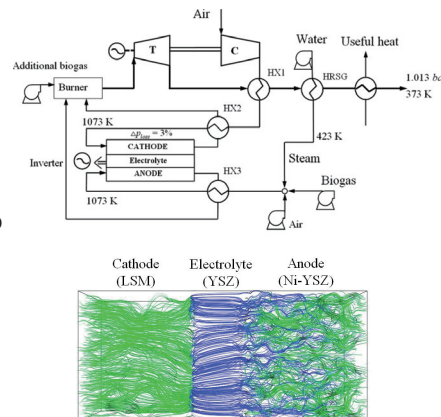 Air
T
C
Water
Useful heat
Additional biogas
Burner
HX1
HRSG
1.013
373 K
HX2
1073 K
423 K
= 3%
CATHODE
Steam
Inverter
Electrolyte
ANODE
HX3
Biogas
1073 K
Air
)
Cathode Electrolyte Anode
(LSM) (YSZ) (Ni-YSZ)